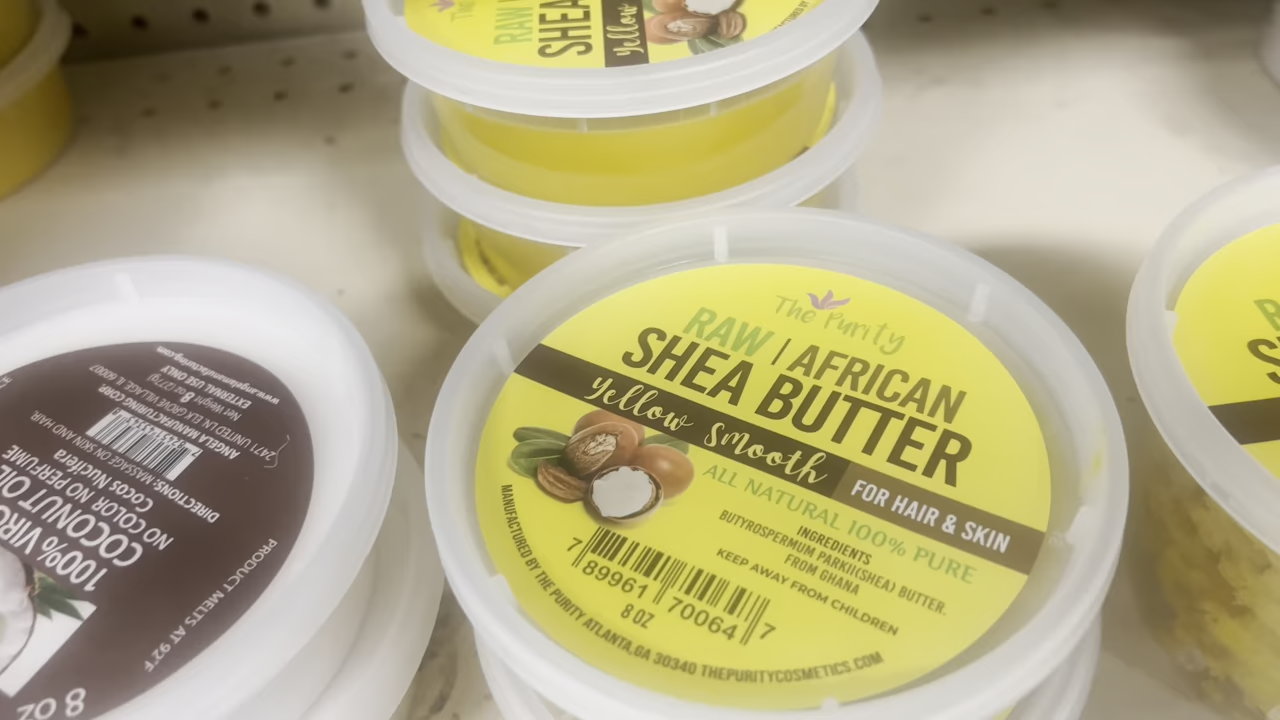 RAW
SHEA
Yellow
The Purity
RAW | AFRICAN
SHEA BUTTER
Yellow Smooth
FOR HAIR & SKIN
ALL NATURAL 100% PURE
INGREDIENTS
BUTYROSPERMUM PARKII(SHEA) BUTTER.
FROM GHANA
KEEP AWAY FROM CHILDREN
7 89961 70064 7
8 OZ
MANUFACTURED BY THE PURITY ATLANTA,GA 30340 THEPURITYCOSMETICS.COM
8 OZ
PRODUCT MELTS AT 92°F
100% VIRG
COCONUT OIL
NO COLOR NO PERFUME
Cocos Nucifera
DIRECTIONS: MASSAGE ON SKIN AND HAIR.
ANGELA MANUFACTURING CORP.
2471 UNITED LN. ELK GROVE VILLAGE, IL 60007
Net Weight 8 oz (227g)
EXTERNAL USE ONLY
www.angelamanufacturing.com